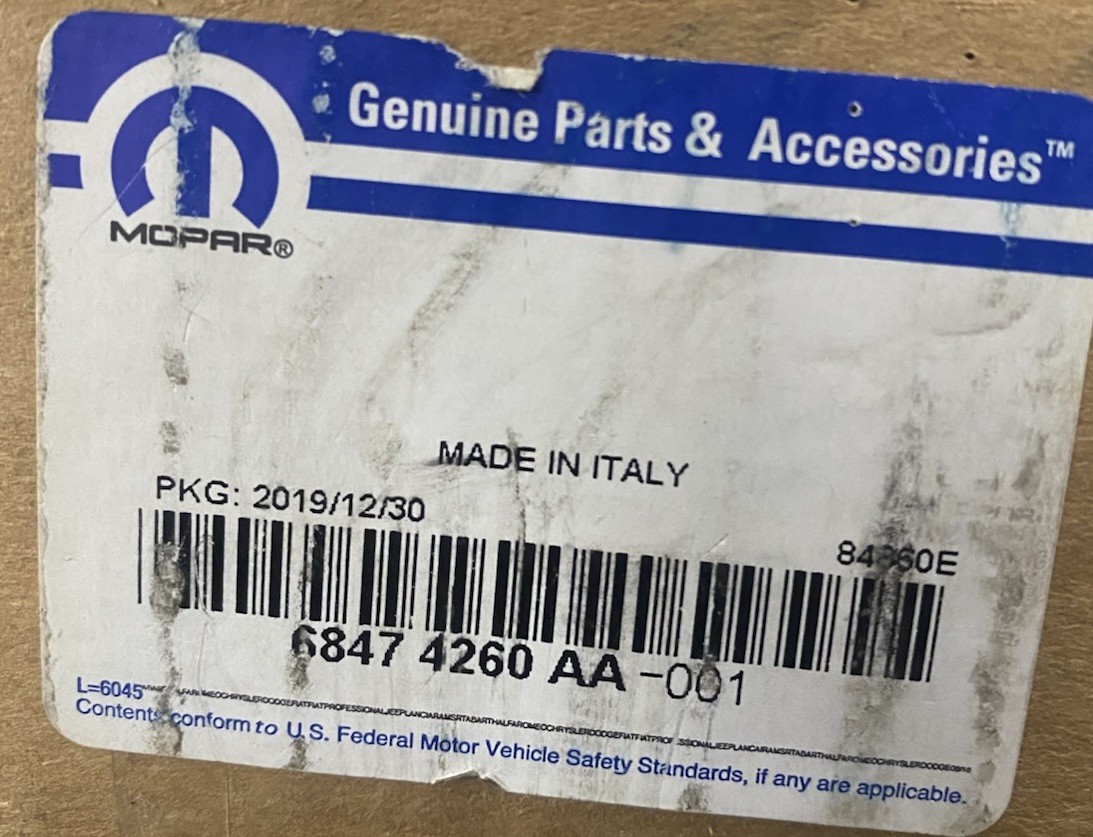 Genuine Parts & Accessories™
MOPAR®
MADE IN ITALY
PKG: 2019/12/30
6847 4260 AA -001
L=6045
Contents conform to U.S. Federal Motor Vehicle Safety Standards, if any are applicable.